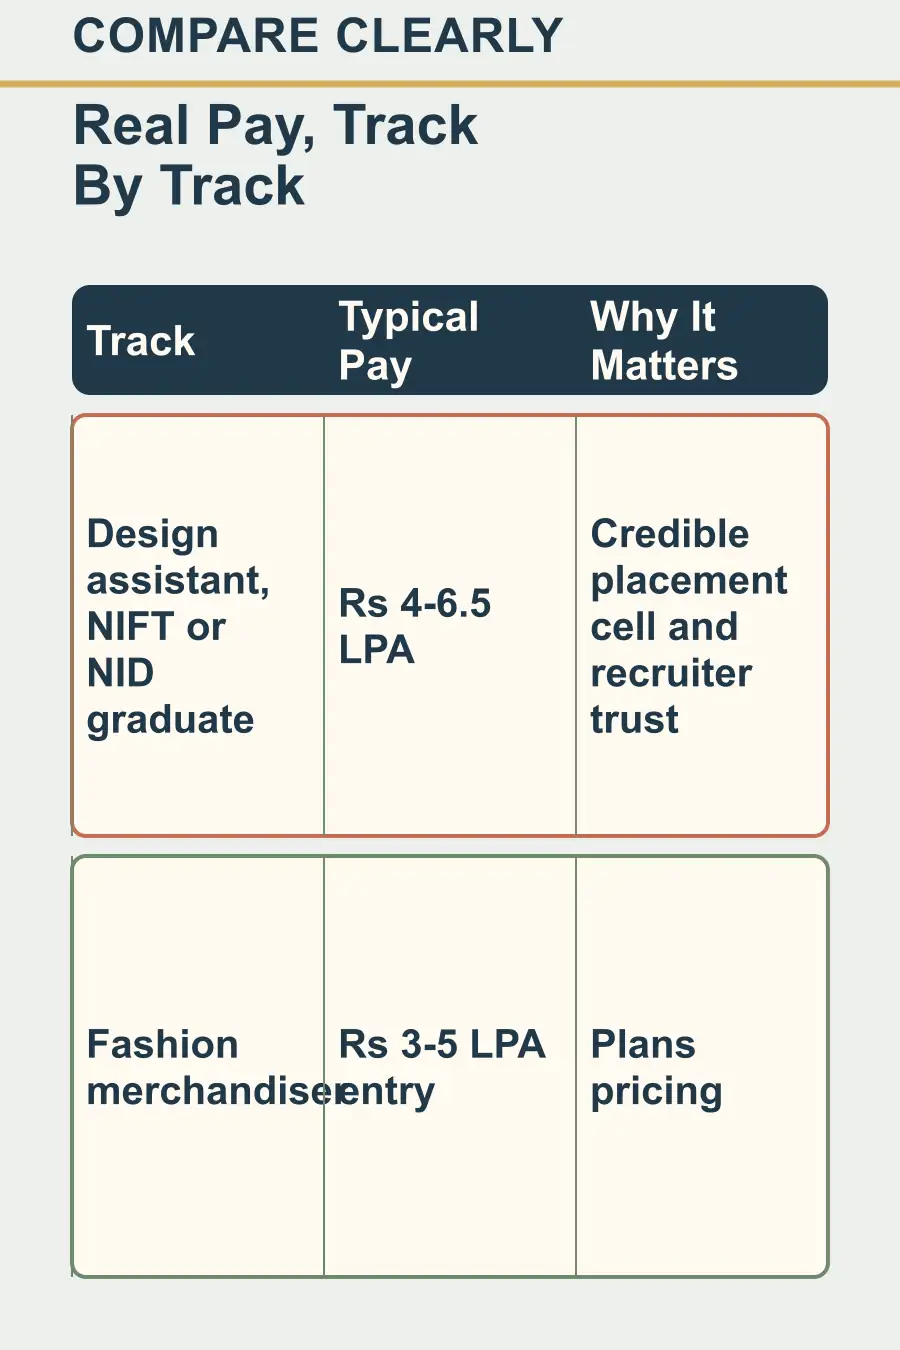 COMPARE CLEARLY
Real Pay, Track
By Track
Track
Typical
Pay
Why It
Matters
Design
assistant,
NIFT or
NID
graduate
Rs 4-6.5
LPA
Credible
placement
cell and
recruiter
trust
Fashion
merchandiser
Rs 3-5 LPA
entry
Plans
pricing